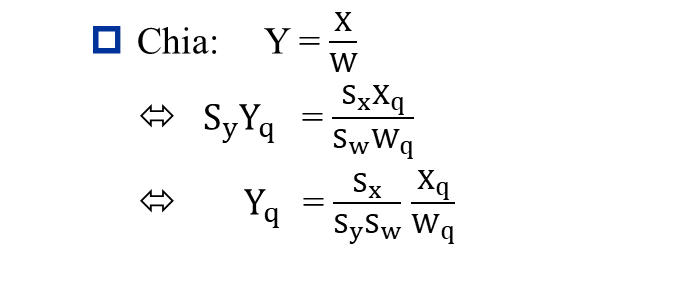 Chia: Y = X/W
⇔ S_yY_q = S_xX_q / S_wW_q
⇔ Y_q = S_x/S_yS_w X_q/W_q